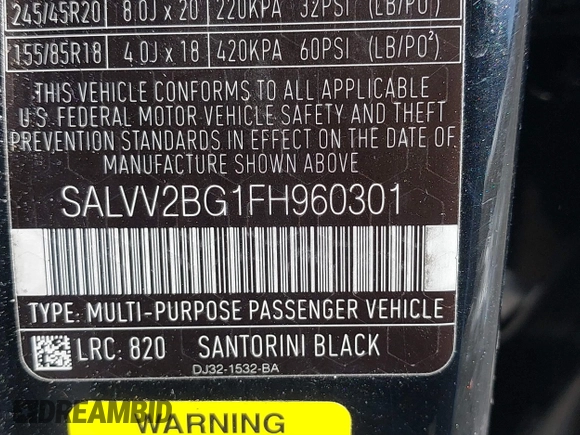 245/45R20 8.0J x 20 220KPA 32PSI (LB/PO²)
155/85R18 4.0J x 18 420KPA 60PSI (LB/PO²)
THIS VEHICLE CONFORMS TO ALL APPLICABLE
U.S. FEDERAL MOTOR VEHICLE SAFETY AND THEFT
PREVENTION STANDARDS IN EFFECT ON THE DATE OF
MANUFACTURE SHOWN ABOVE
SALVV2BG1FH960301
TYPE: MULTI-PURPOSE PASSENGER VEHICLE
LRC: 820 SANTORINI BLACK
DJ32-1532-BA
WARNING
DREAMBID